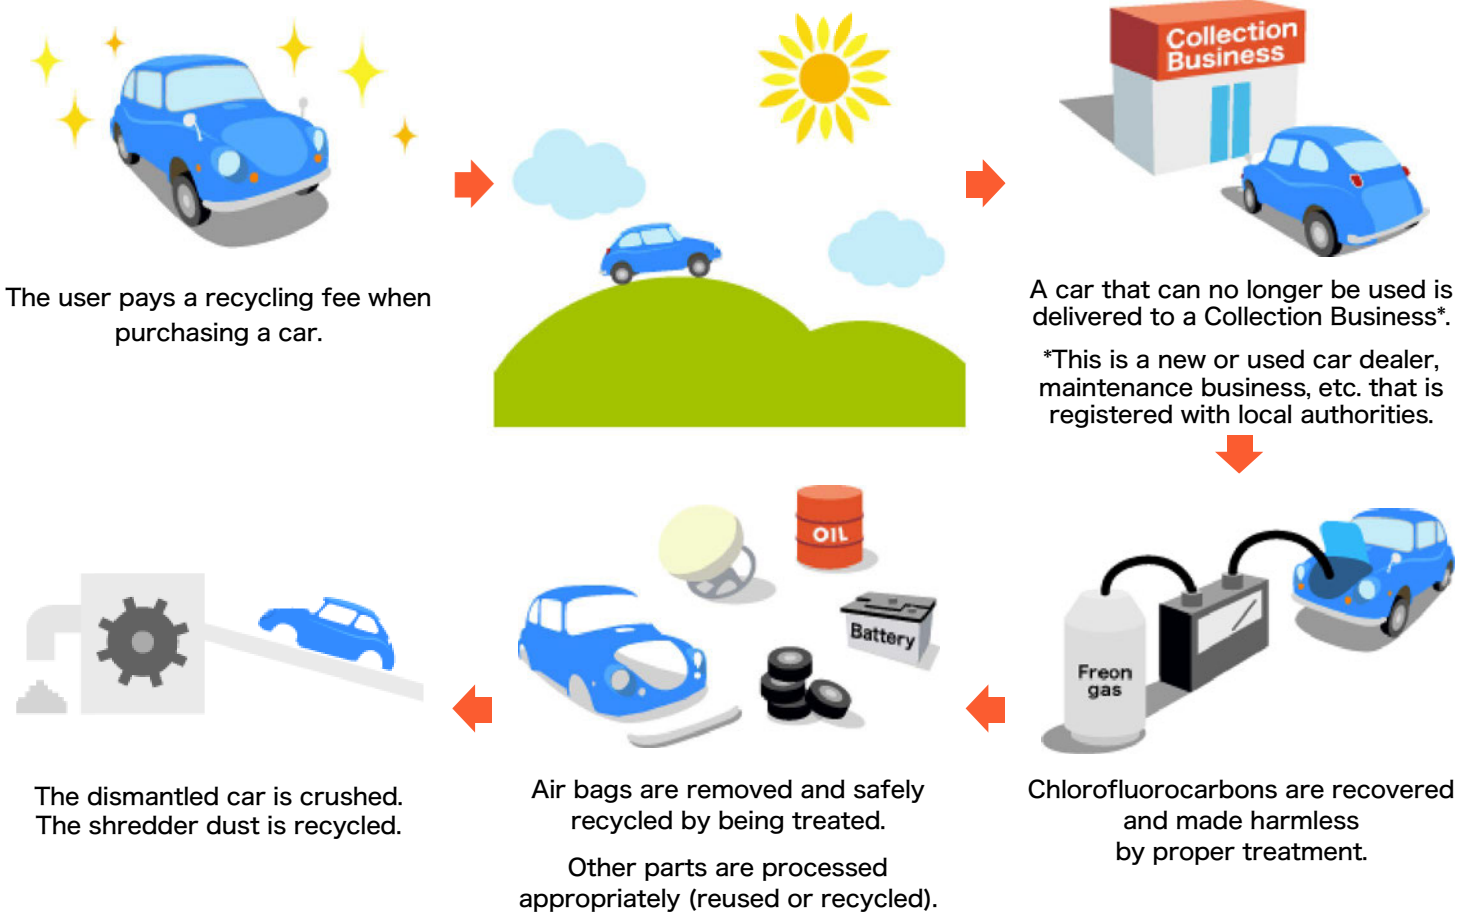 Collection
Business
The user pays a recycling fee when
purchasing a car.
A car that can no longer be used is
delivered to a Collection Business*.
*This is a new or used car dealer,
maintenance business, etc. that is
registered with local authorities.
OIL
Battery
Freon
gas
The dismantled car is crushed.
The shredder dust is recycled.
Air bags are removed and safely
recycled by being treated.
Other parts are processed
appropriately (reused or recycled).
Chlorofluorocarbons are recovered
and made harmless
by proper treatment.